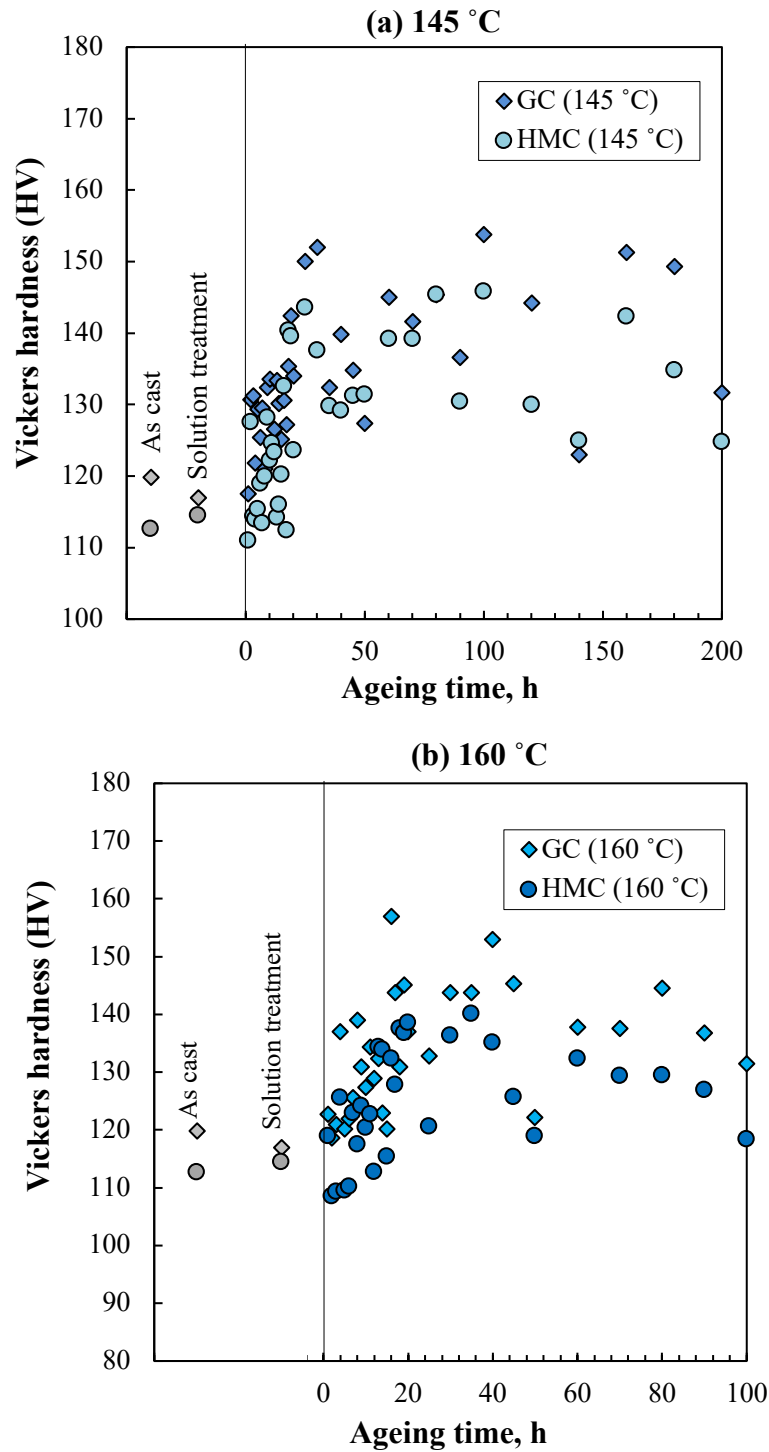 (a) 145 ˚C
180
170
160
150
140
130
120
110
100
Vickers hardness (HV)
As cast
Solution treatment
GC (145 ˚C)
HMC (145 ˚C)
0
50
100
150
200
Ageing time, h
(b) 160 ˚C
180
170
160
150
140
130
120
110
100
90
80
Vickers hardness (HV)
As cast
Solution treatment
GC (160 ˚C)
HMC (160 ˚C)
0
20
40
60
80
100
Ageing time, h